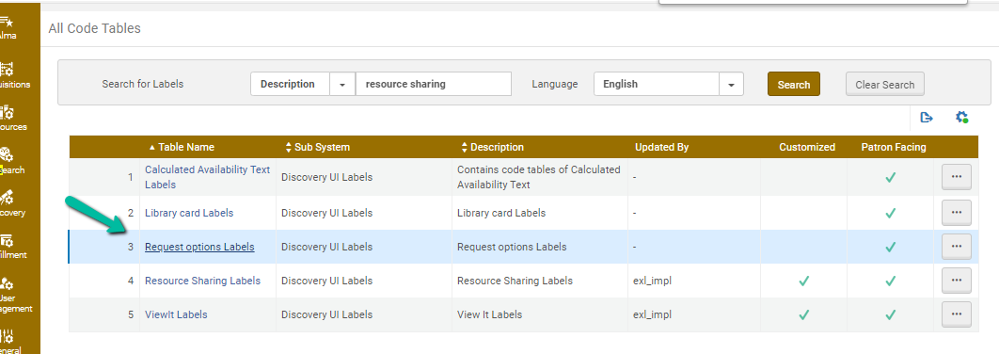 All Code Tables
Alma
Search for Labels Description resource sharing Language English Search Clear Search
Table Name Sub System Description Updated By Customized Patron Facing
1 Calculated Availability Text Labels Discovery UI Labels Contains code tables of Calculated Availability Text - ✓ ...
2 Library card Labels Discovery UI Labels Library card Labels - ✓ ...
3 Request options Labels Discovery UI Labels Request options Labels - ✓ ...
4 Resource Sharing Labels Discovery UI Labels Resource Sharing Labels exl_impl ✓ ✓ ...
5 ViewIt Labels Discovery UI Labels View It Labels exl_impl ✓ ✓ ...
uisitions
ources
earch
covery
fillment
User
nagement
eneral